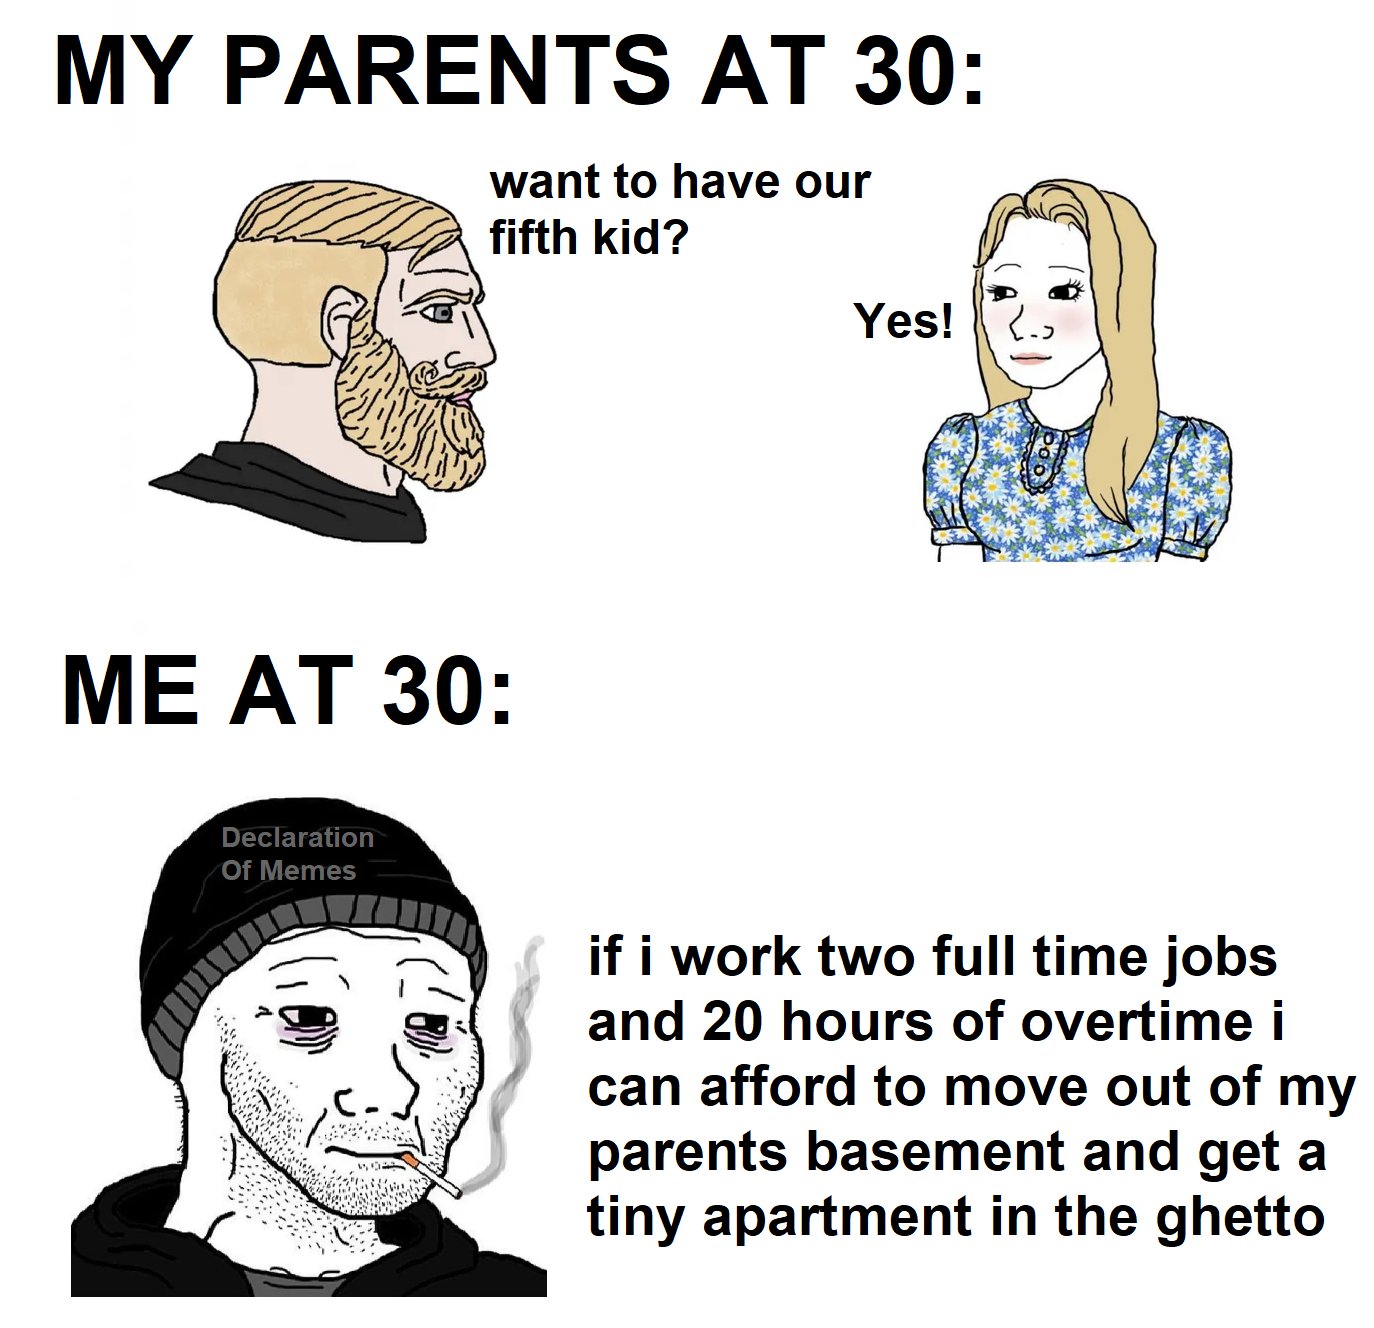 MY PARENTS AT 30:
want to have our
fifth kid?
Yes!
ME AT 30:
Declaration
Of Memes
if i work two full time jobs
and 20 hours of overtime i
can afford to move out of my
parents basement and get a
tiny apartment in the ghetto